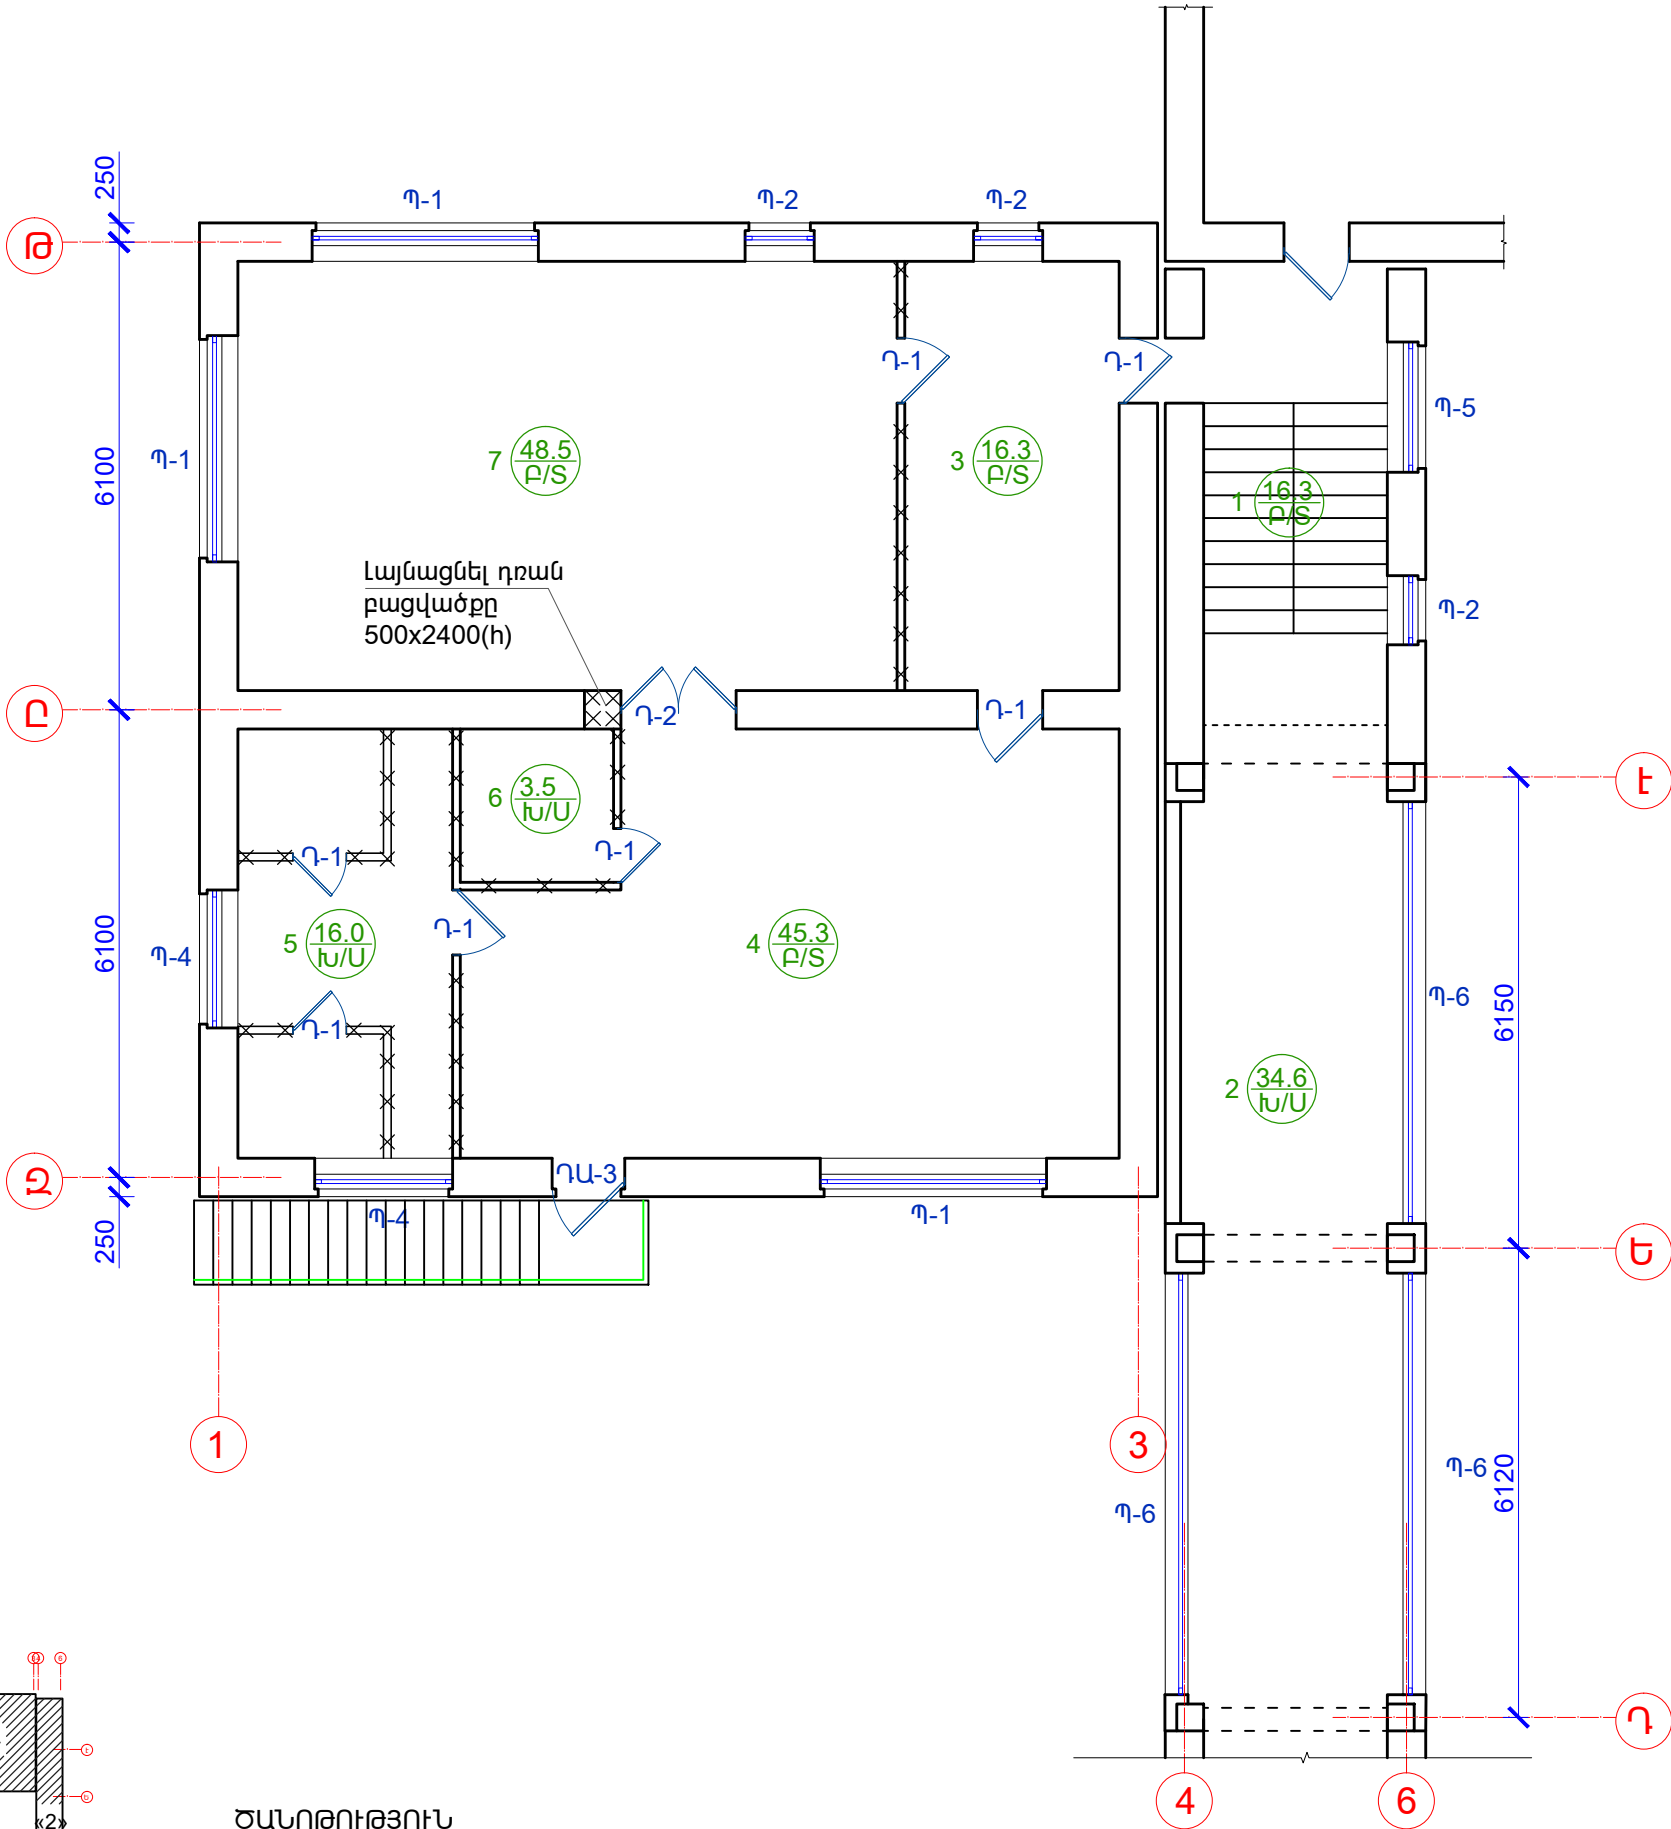 250
Պ-1
Պ-2
Պ-2
Թ
Դ-1
Դ-1
Պ-5
6100
Պ-1
7 48.5
Բ/Տ
3 16.3
Բ/Տ
1 16.3
Բ/Տ
Լայնացնել դռան
բացվածքը
500x2400(h)
Պ-2
Ը
Դ-2
Դ-1
Է
6 3.5
Խ/Ս
Դ-1
Դ-1
Դ-1
6100
Պ-4
5 16.0
Խ/Ս
4 45.3
Բ/Տ
Պ-6
6150
Դ-1
2 34.6
Խ/Ս
Զ
ԴԱ-3
250
Պ-4
Պ-1
Ե
1
3
Պ-6
6120
Պ-6
6
Դ
4
6
«2»
ԾԱՆՈԹՈՒԹՅՈՒՆ